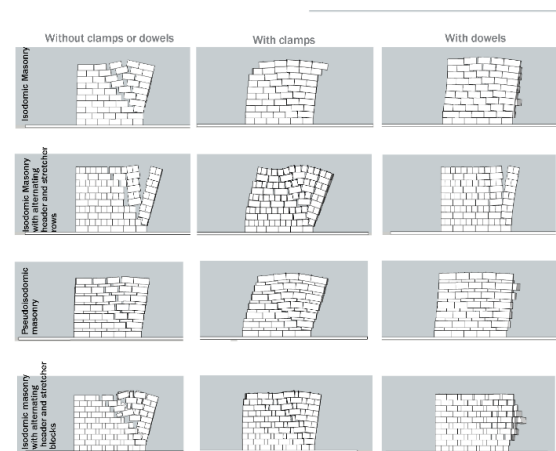 Without clamps or dowels
With clamps
With dowels
Isodomic Masonry
Isodomic Masonry
with alternating
header and stretcher
rows
Pseudoisodomic
masonry
Isodomic masonry
with alternating
header and stretcher
blocks